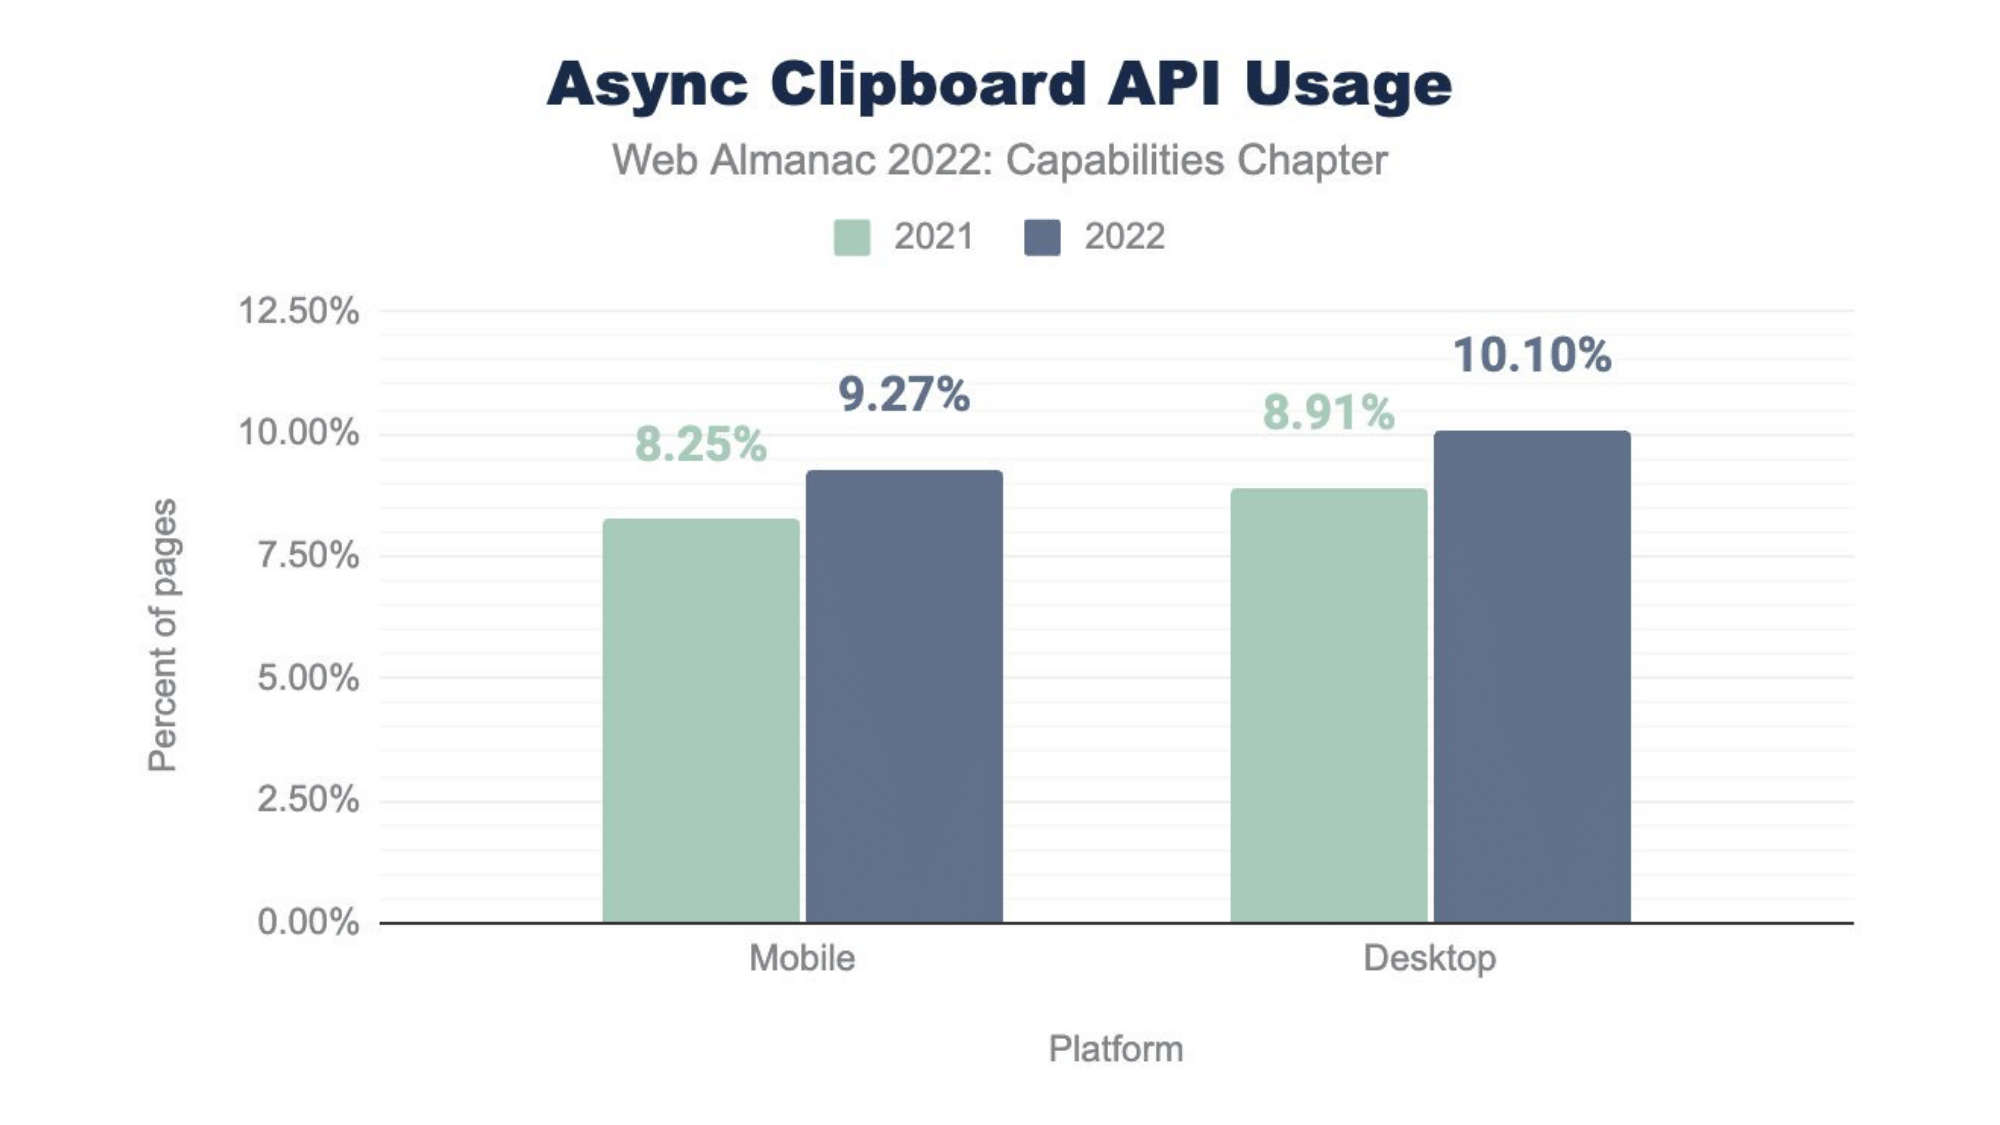 Async Clipboard API Usage
Web Almanac 2022: Capabilities Chapter
2021 2022
12.50%
10.00%
7.50%
5.00%
2.50%
0.00%
Percent of pages
8.25%
9.27%
8.91%
10.10%
Mobile Desktop
Platform